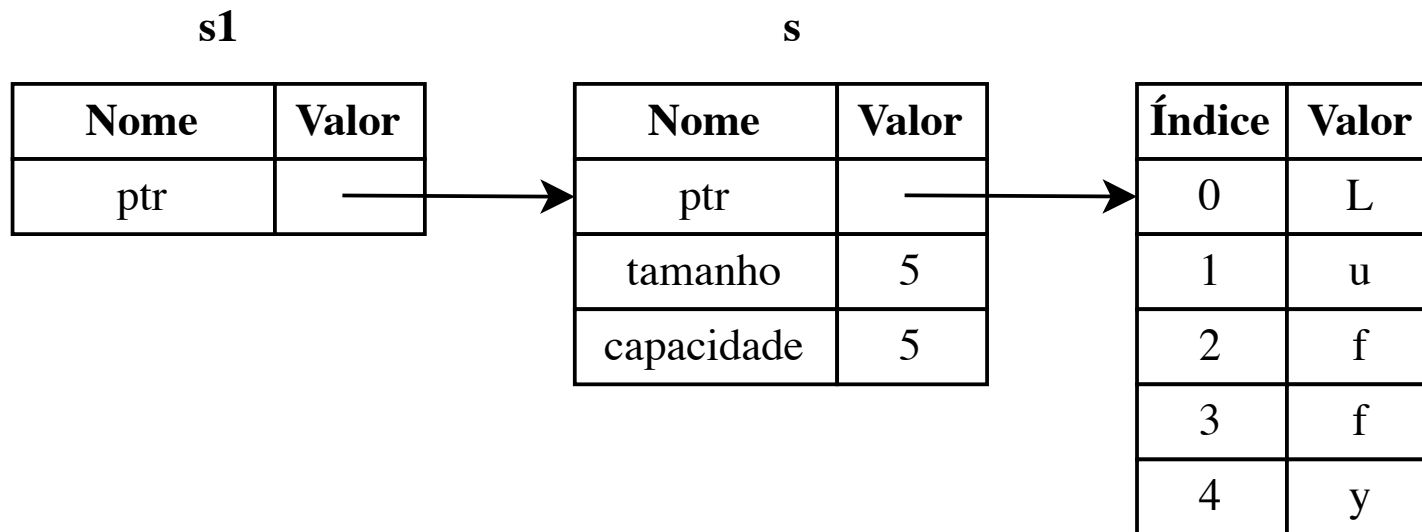 s1 s
Nome Valor Nome Valor Índice Valor
ptr ptr 0 L
tamanho 5 1 u
capacidade 5 2 f
3 f
4 y